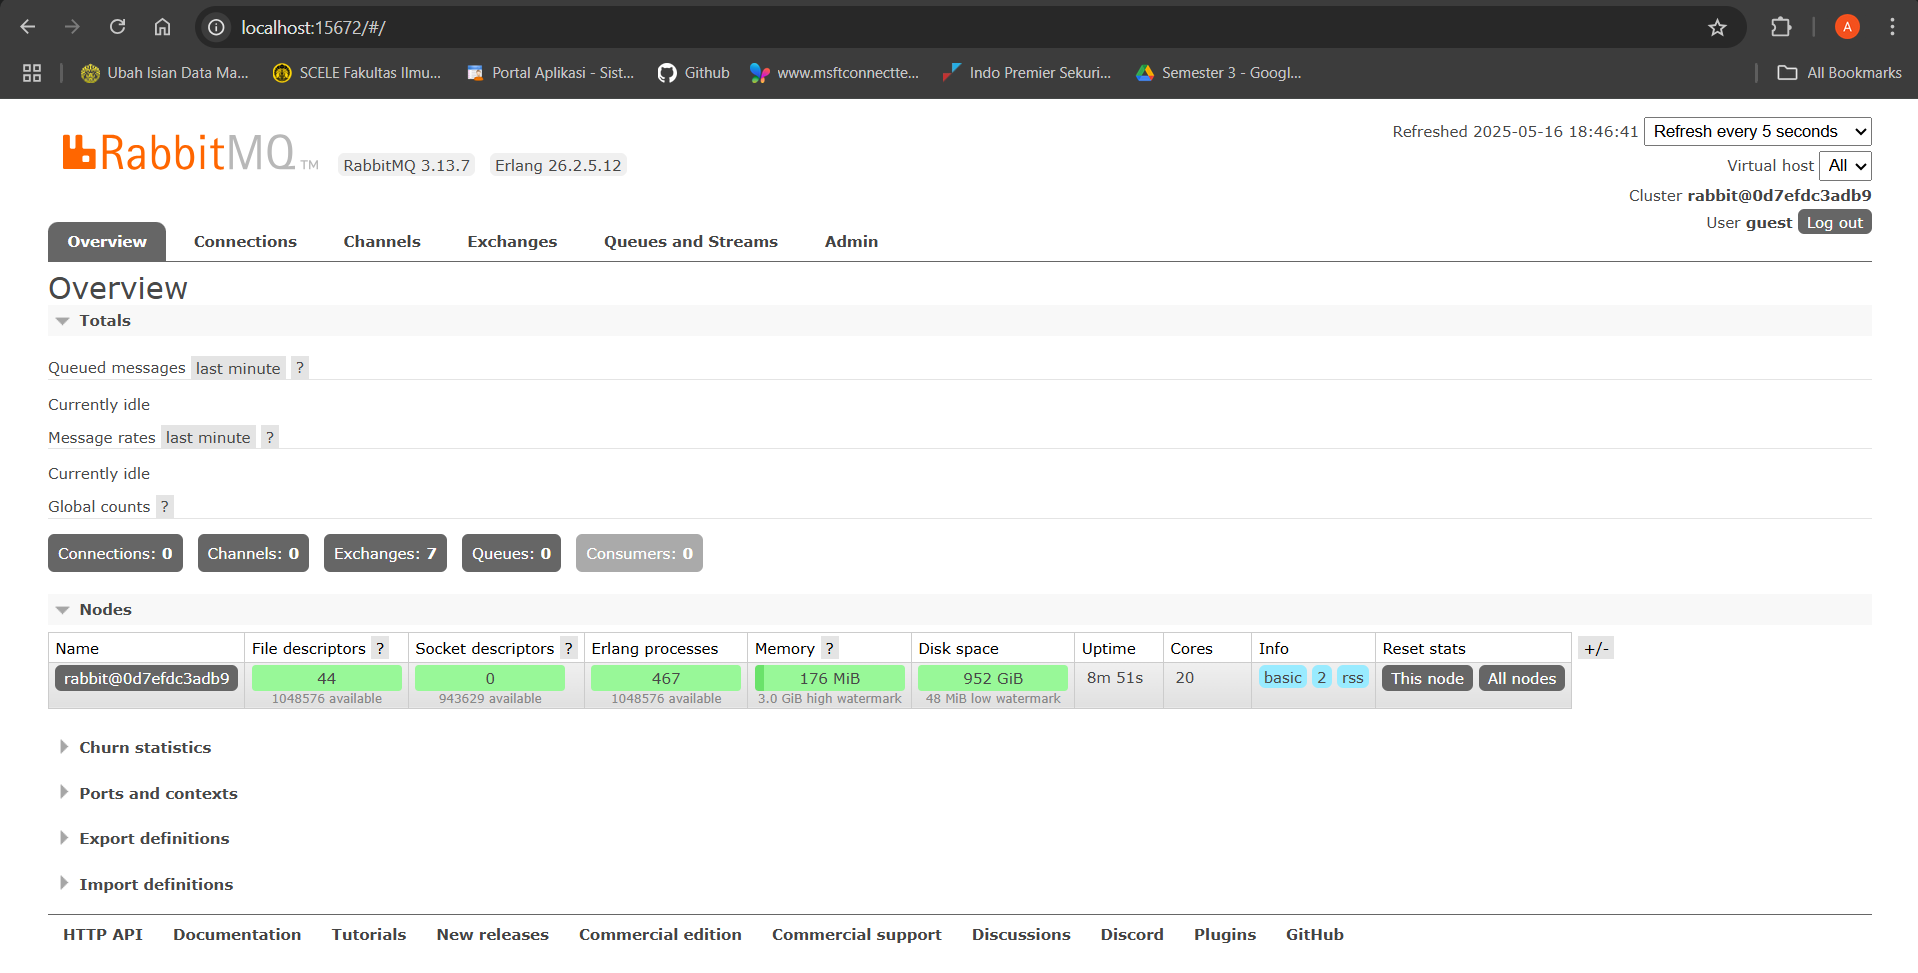 localhost:15672/#/
A
Ubah Isian Data Ma...
SCELE Fakultas Ilmu...
Portal Aplikasi - Sist...
Github
www.msftconnectte...
Indo Premier Sekuri...
Semester 3 - Googl...
All Bookmarks
RabbitMQ TM
RabbitMQ 3.13.7
Erlang 26.2.5.12
Refreshed 2025-05-16 18:46:41
Refresh every 5 seconds
Virtual host All
Cluster rabbit@0d7efdc3adb9
User guest Log out
Overview
Connections
Channels
Exchanges
Queues and Streams
Admin
Overview
Totals
Queued messages last minute ?
Currently idle
Message rates last minute ?
Currently idle
Global counts ?
Connections: 0
Channels: 0
Exchanges: 7
Queues: 0
Consumers: 0
Nodes
Name File descriptors ? Socket descriptors ? Erlang processes Memory ? Disk space Uptime Cores Info Reset stats +/-
rabbit@0d7efdc3adb9 44 0 467 176 MiB 952 GiB 8m 51s 20 basic 2 rss This node All nodes
1048576 available 943629 available 1048576 available 3.0 GiB high watermark 48 MiB low watermark
Churn statistics
Ports and contexts
Export definitions
Import definitions
HTTP API
Documentation
Tutorials
New releases
Commercial edition
Commercial support
Discussions
Discord
Plugins
GitHub